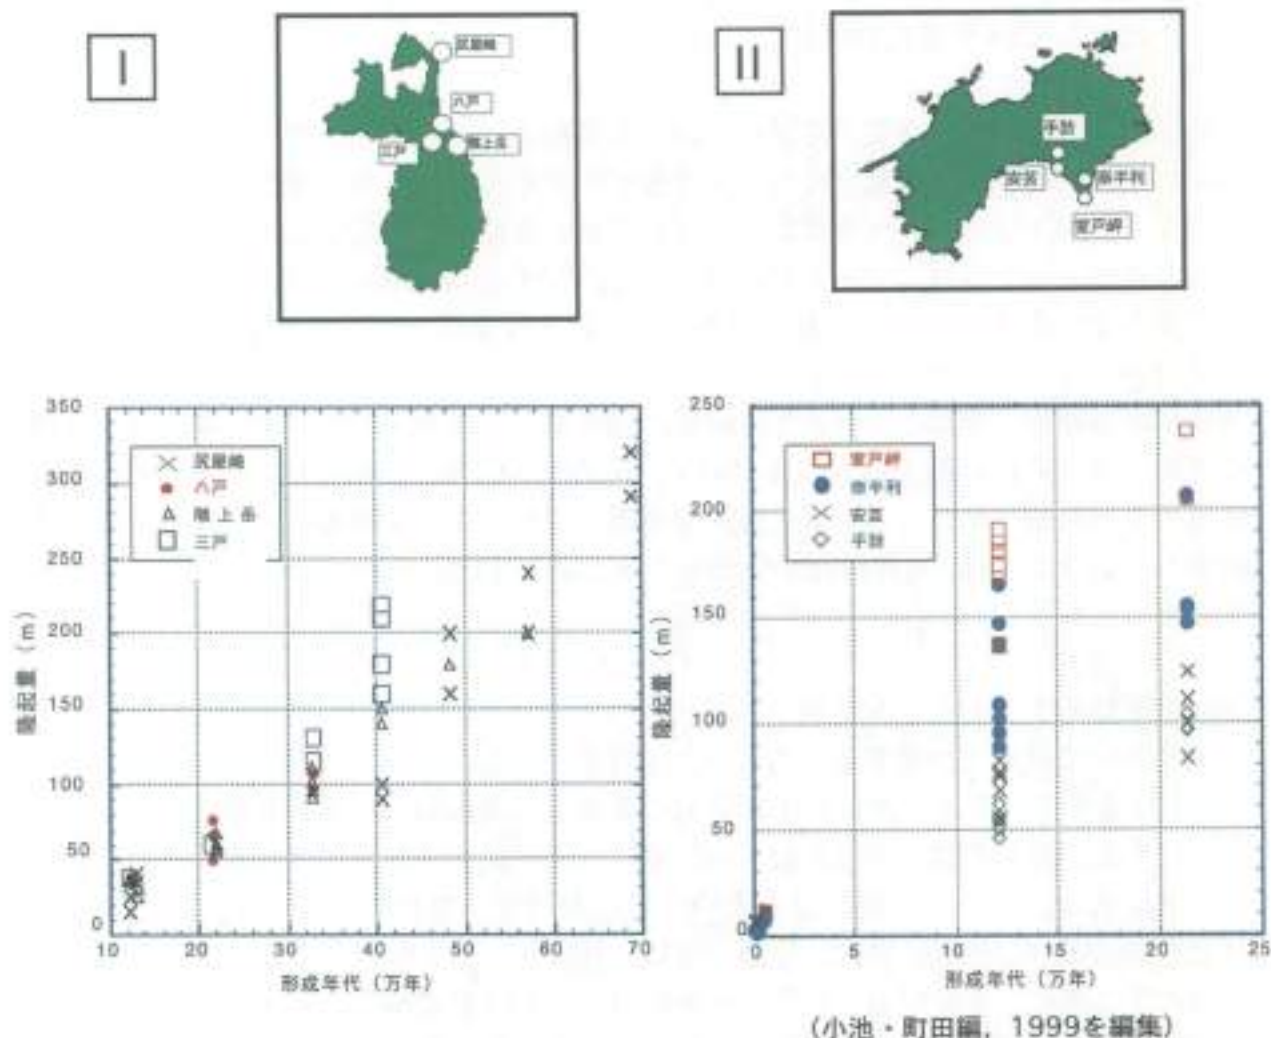 I
尻屋崎
八戸
階上岳
三戸
II
手詰
安芸
奈半利
室戸岬
350
300
250
200
150
100
50
0
10
20
30
40
50
60
70
隆起量（m）
形成年代（万年）
× 尻屋崎
● 八戸
△ 階上岳
□ 三戸
250
200
150
100
50
0
0
5
10
15
20
25
隆起量（m）
形成年代（万年）
□ 室戸岬
● 奈半利
× 安芸
◇ 手詰
（小池・町田編，1999を編集）